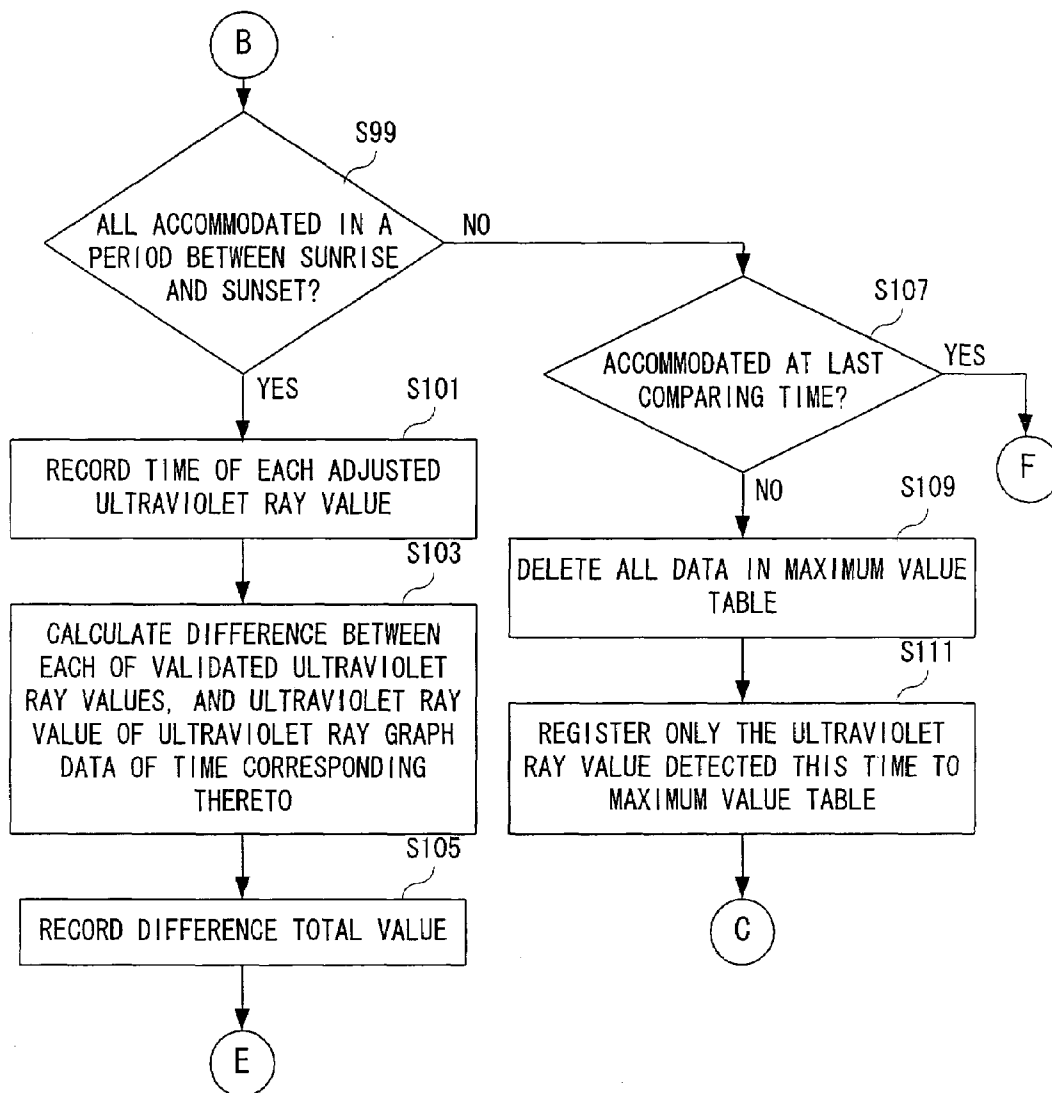 B
S99
ALL ACCOMMODATED IN A
PERIOD BETWEEN SUNRISE
AND SUNSET?
NO
YES
S107
ACCOMMODATED AT LAST
COMPARING TIME?
YES
F
NO
S101
RECORD TIME OF EACH ADJUSTED
ULTRAVIOLET RAY VALUE
S109
DELETE ALL DATA IN MAXIMUM VALUE
TABLE
S103
CALCULATE DIFFERENCE BETWEEN
EACH OF VALIDATED ULTRAVIOLET
RAY VALUES, AND ULTRAVIOLET RAY
VALUE OF ULTRAVIOLET RAY GRAPH
DATA OF TIME CORRESPONDING
THERETO
S111
REGISTER ONLY THE ULTRAVIOLET
RAY VALUE DETECTED THIS TIME TO
MAXIMUM VALUE TABLE
S105
RECORD DIFFERENCE TOTAL VALUE
C
E